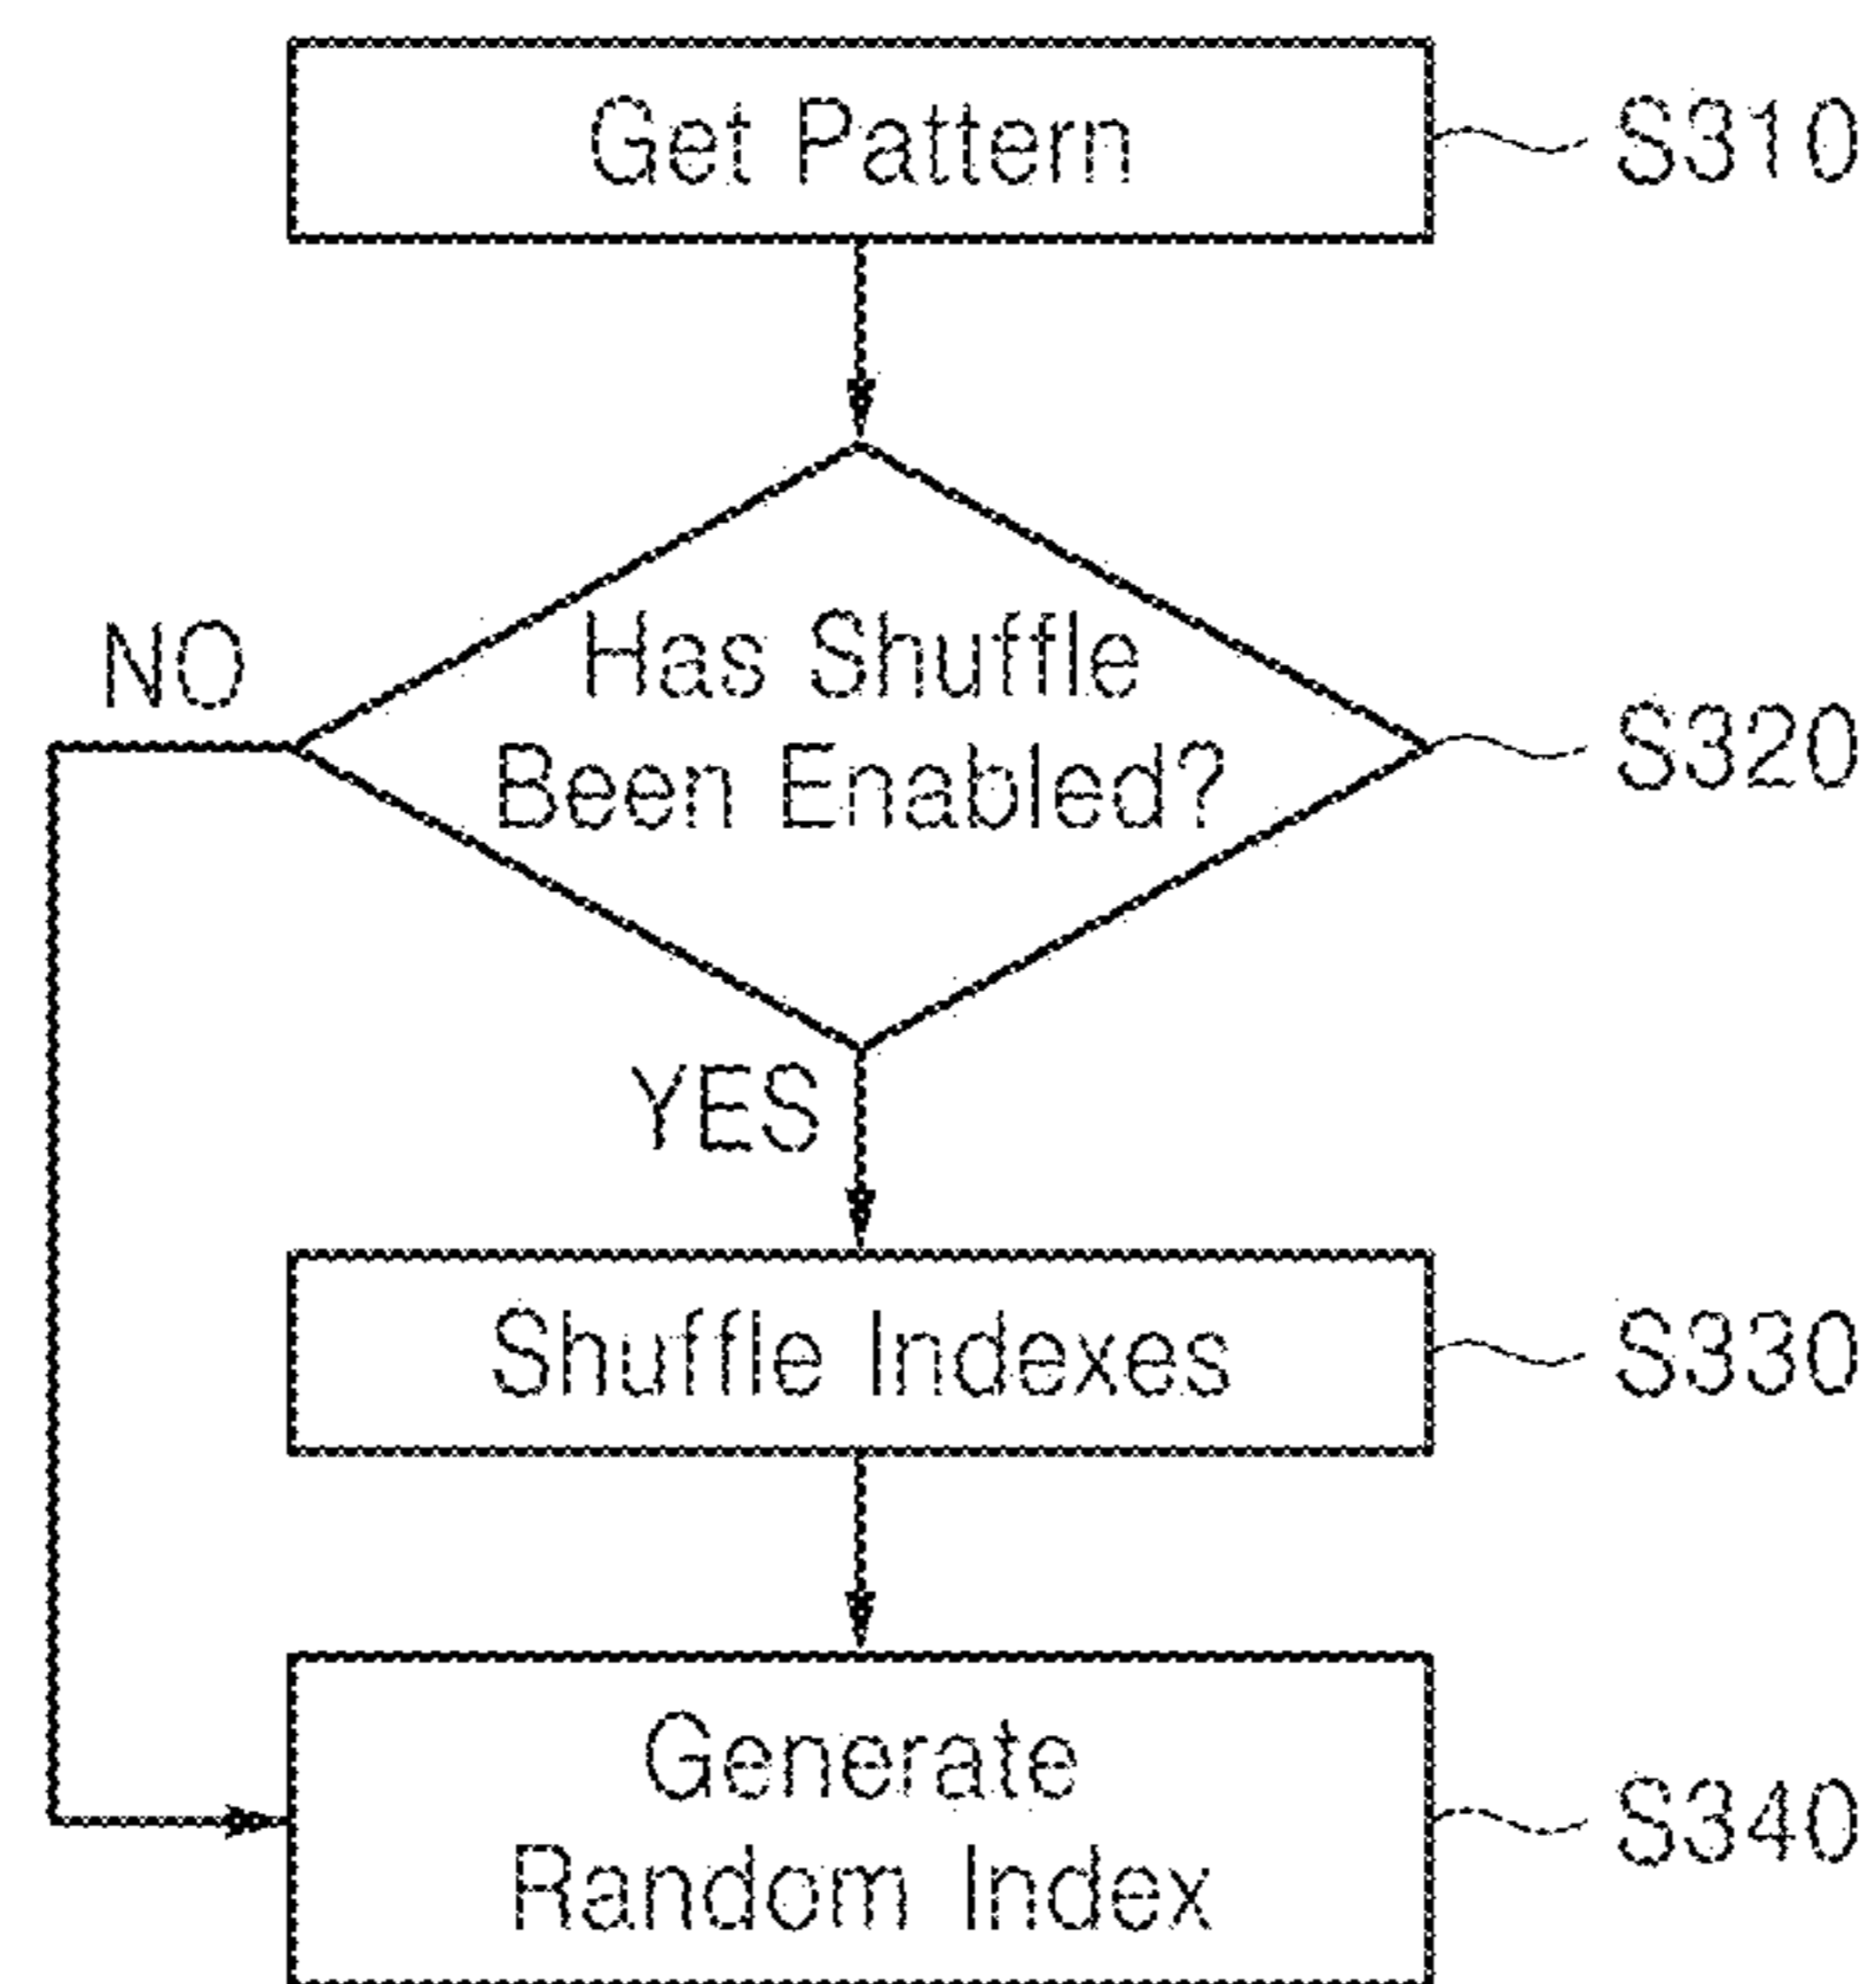 Get Pattern
S310
Has Shuffle
Been Enabled?
NO
S320
YES
Shuffle Indexes
S330
Generate
Random Index
S340